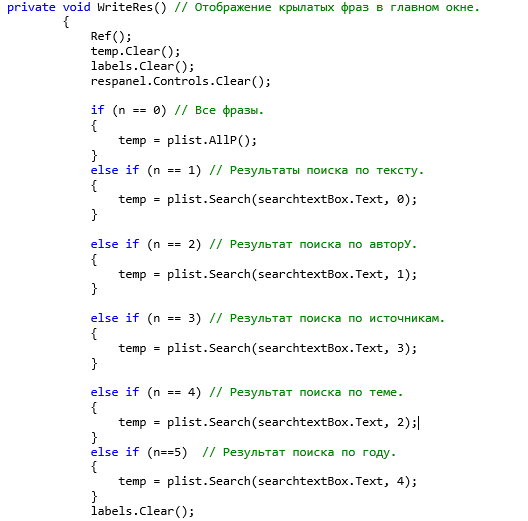 private void WriteRes() // Отображение крылатых фраз в главном окне.
{
Ref();
temp.Clear();
labels.Clear();
respanel.Controls.Clear();
if (n == 0) // Все фразы.
{
temp = plist.AllP();
}
else if (n == 1) // Результаты поиска по тексту.
{
temp = plist.Search(searchtextBox.Text, 0);
}
else if (n == 2) // Результат поиска по авторУ.
{
temp = plist.Search(searchtextBox.Text, 1);
}
else if (n == 3) // Результат поиска по источникам.
{
temp = plist.Search(searchtextBox.Text, 3);
}
else if (n == 4) // Результат поиска по теме.
{
temp = plist.Search(searchtextBox.Text, 2);
}
else if (n==5) // Результат поиска по году.
{
temp = plist.Search(searchtextBox.Text, 4);
}
labels.Clear();